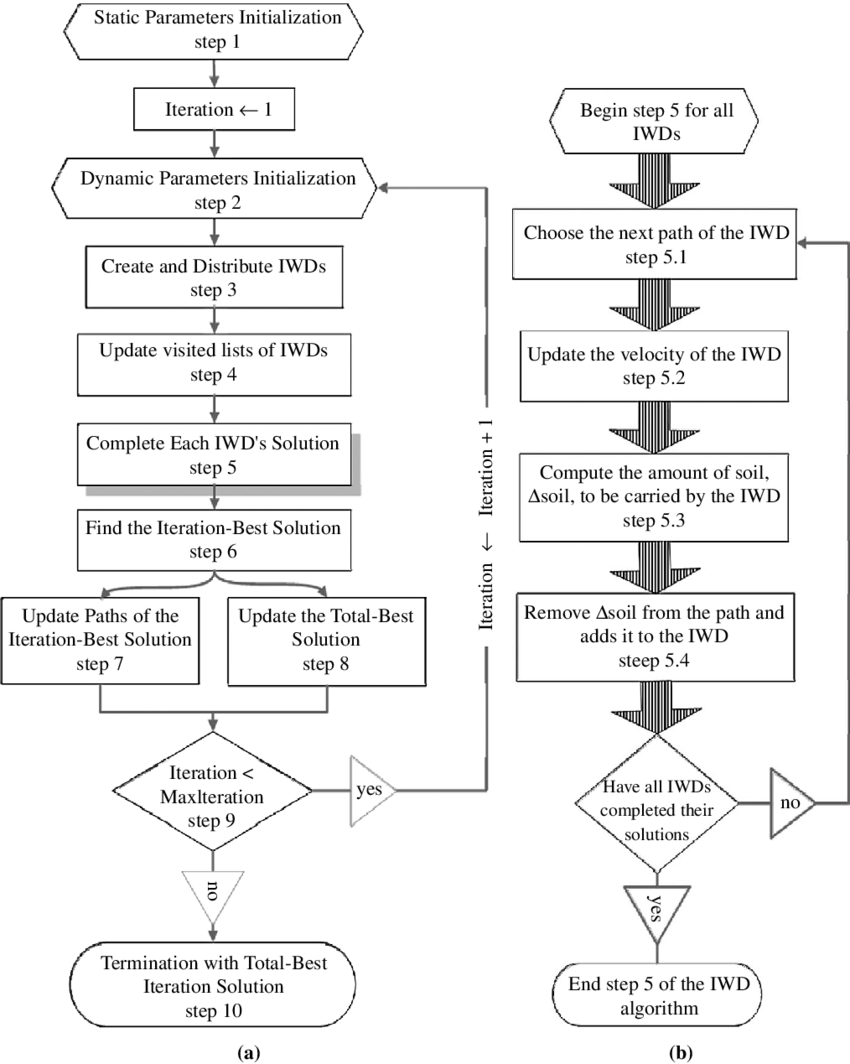 Static Parameters Initialization
step 1
Iteration ← 1
Dynamic Parameters Initialization
step 2
Create and Distribute IWDs
step 3
Update visited lists of IWDs
step 4
Complete Each IWD's Solution
step 5
Find the Iteration-Best Solution
step 6
Update Paths of the
Iteration-Best Solution
step 7
Update the Total-Best
Solution
step 8
Iteration <
MaxIteration
step 9
yes
Iteration ← Iteration + 1
no
Termination with Total-Best
Iteration Solution
step 10
(a)
Begin step 5 for all
IWDs
Choose the next path of the IWD
step 5.1
Update the velocity of the IWD
step 5.2
Compute the amount of soil,
Δsoil, to be carried by the IWD
step 5.3
Remove Δsoil from the path and
adds it to the IWD
steep 5.4
Have all IWDs
completed their
solutions
no
yes
End step 5 of the IWD
algorithm
(b)